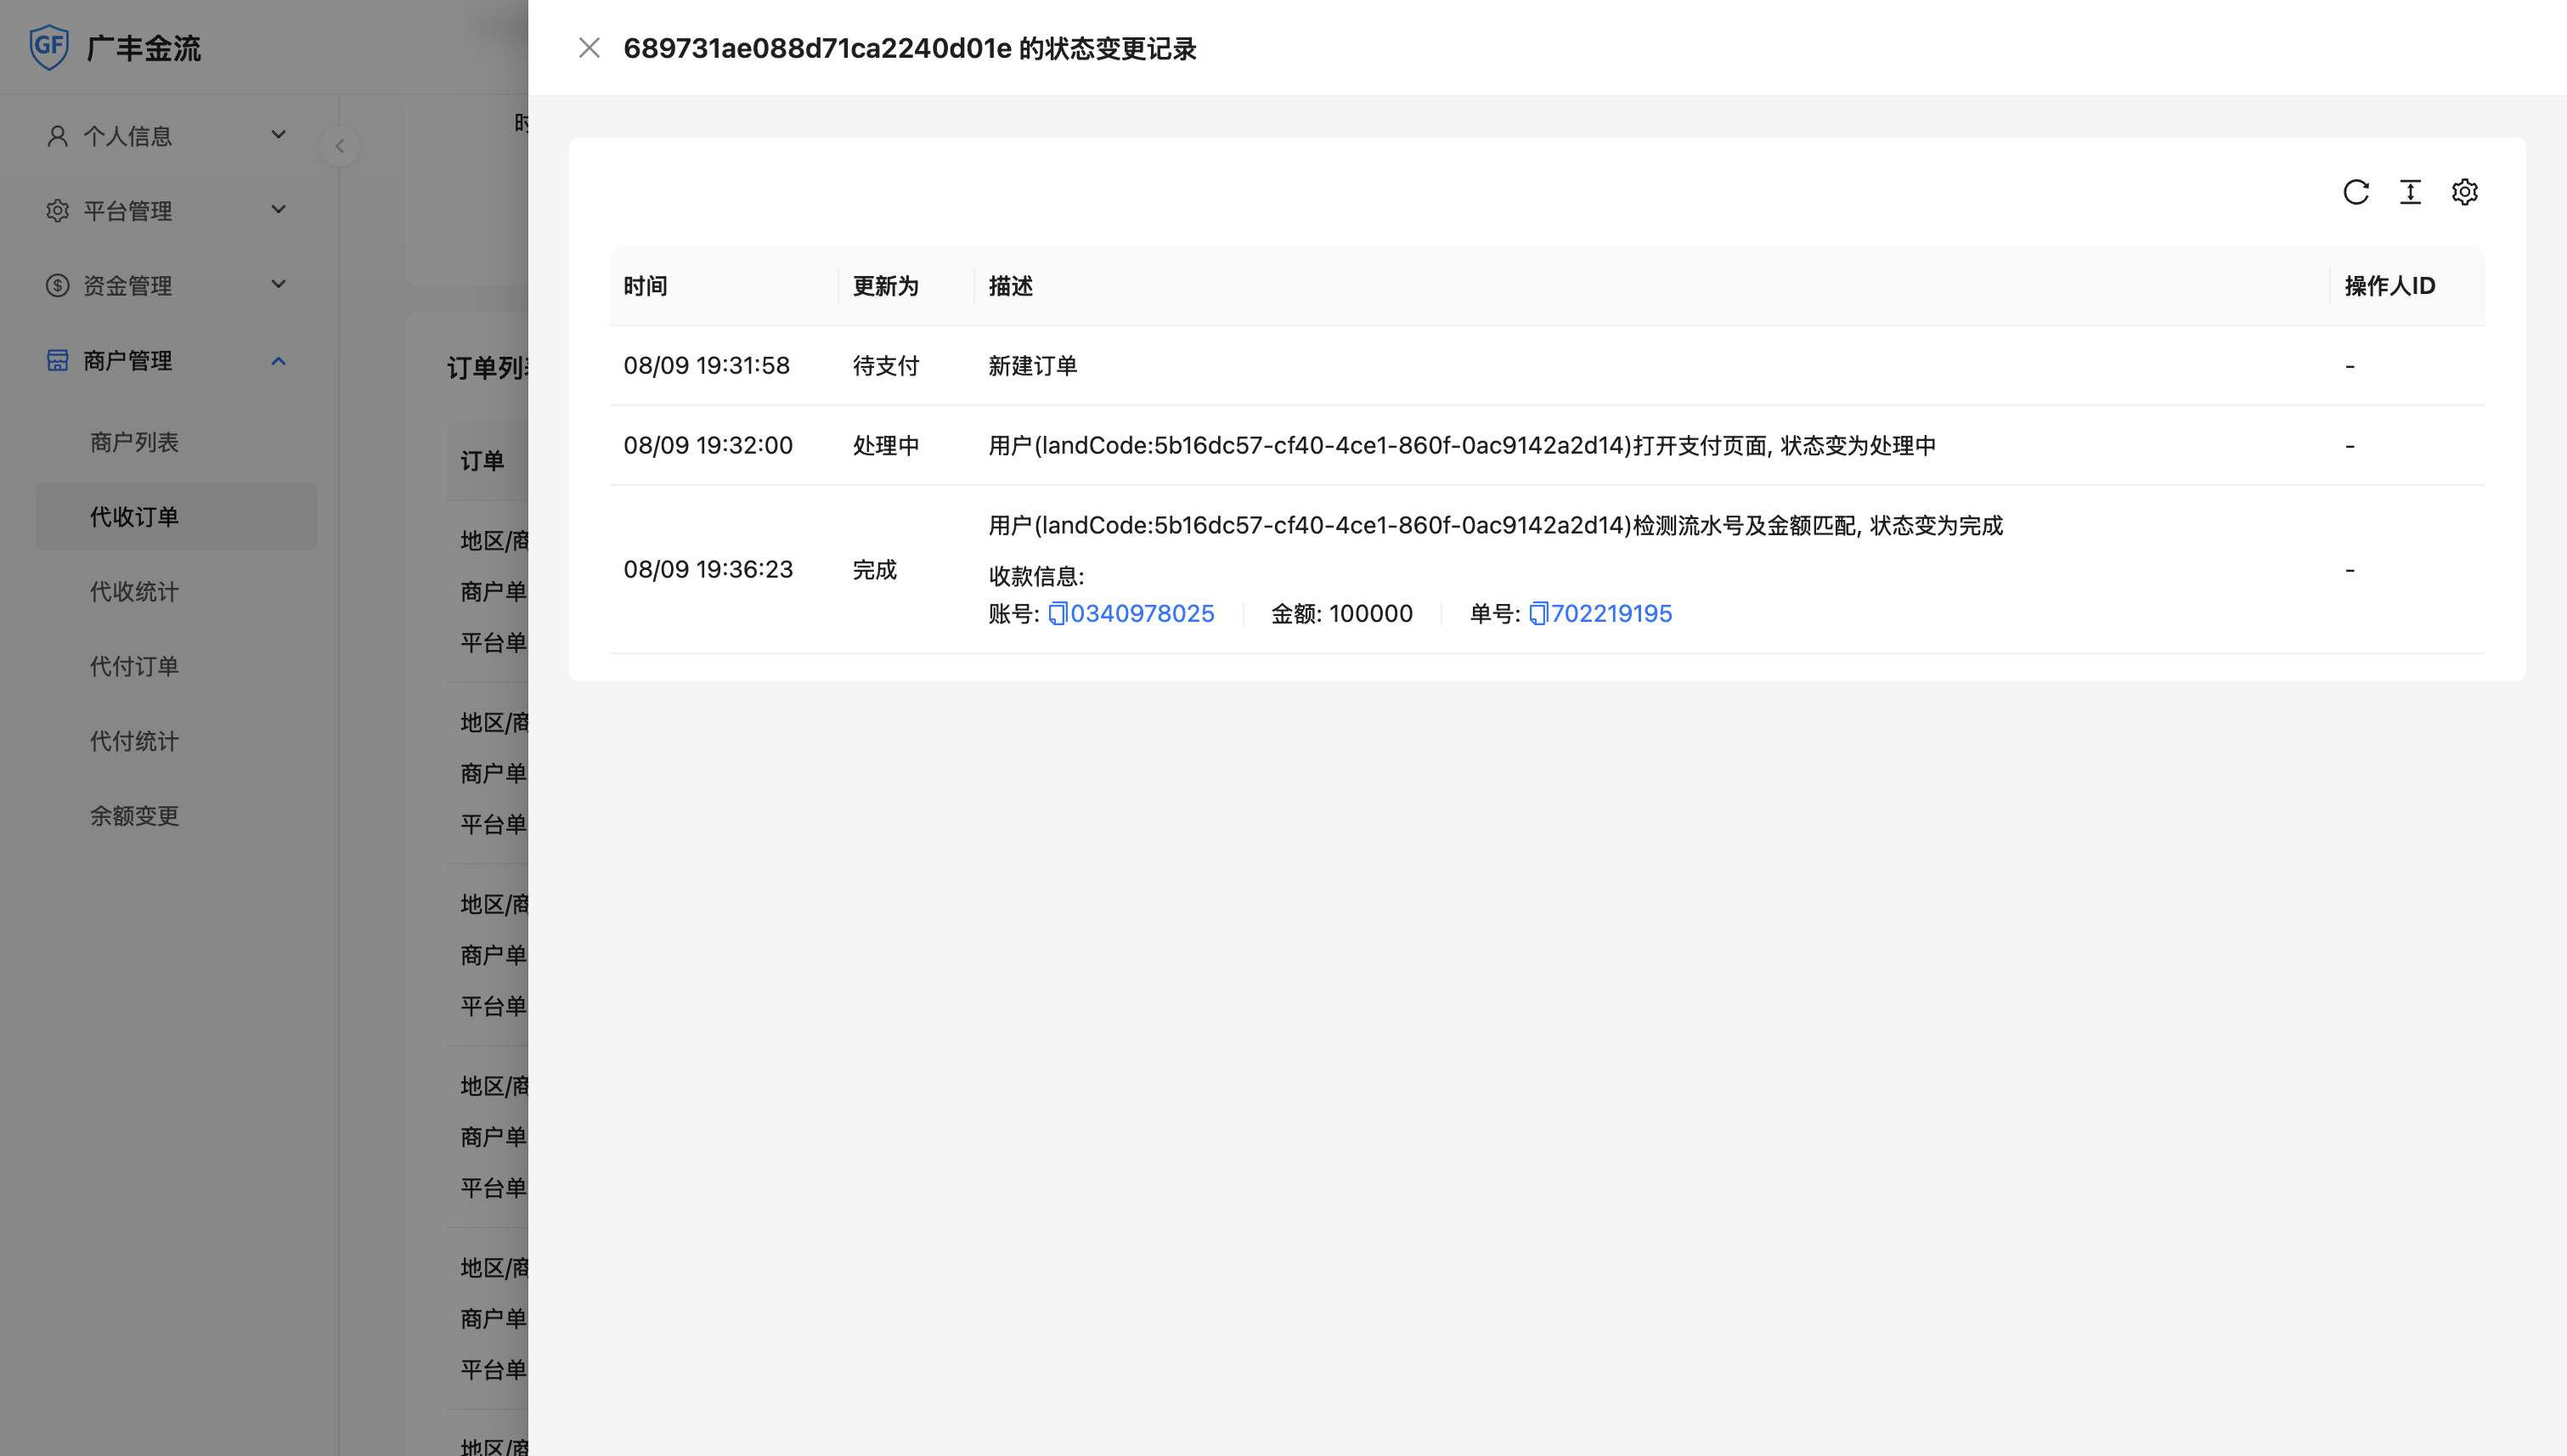 GF 广丰金流
个人信息
平台管理
资金管理
商户管理
商户列表
代收订单
代收统计
代付订单
代付统计
余额变更
订单列
订单
地区/商
商户单
平台单
地区/商
商户单
平台单
地区/商
商户单
平台单
地区/商
商户单
平台单
地区/商
商户单
平台单
地区/商
689731ae088d71ca2240d01e 的状态变更记录
时间 更新为 描述 操作人ID
08/09 19:31:58 待支付 新建订单 -
08/09 19:32:00 处理中 用户(landCode:5b16dc57-cf40-4ce1-860f-0ac9142a2d14)打开支付页面, 状态变为处理中 -
08/09 19:36:23 完成 用户(landCode:5b16dc57-cf40-4ce1-860f-0ac9142a2d14)检测流水号及金额匹配, 状态变为完成 -
收款信息:
账号: 0340978025 金额: 100000 单号: 702219195